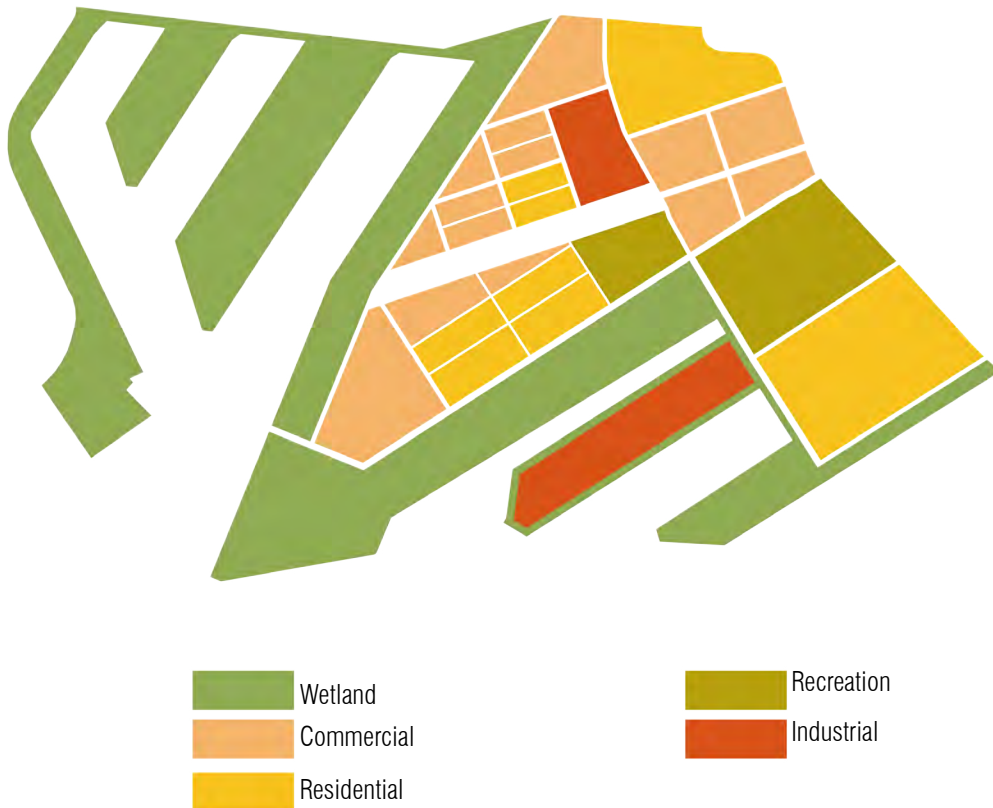 Wetland
Commercial
Residential
Recreation
Industrial